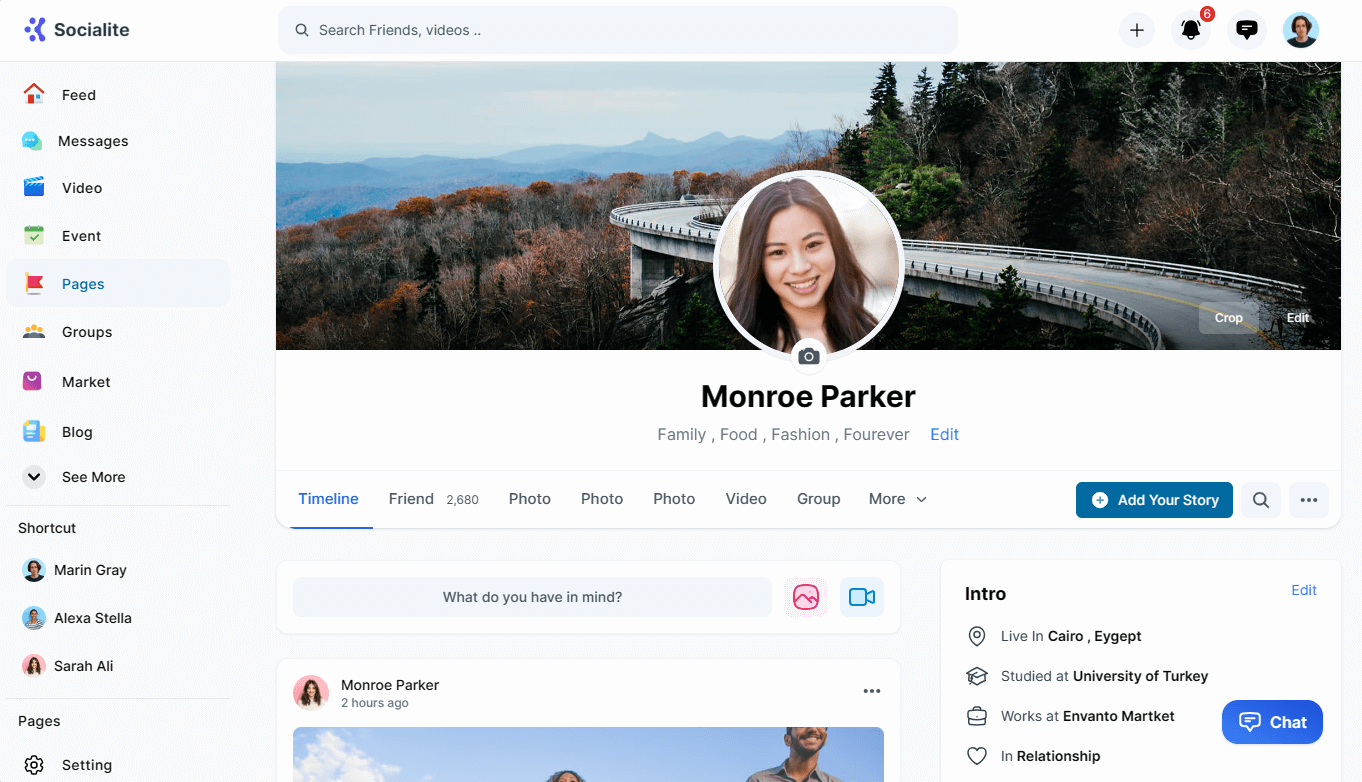 Socialite
Search Friends, videos ..
6
Feed
Messages
Video
Event
Pages
Groups
Market
Blog
See More
Shortcut
Marin Gray
Alexa Stella
Sarah Ali
Pages
Setting
Crop
Edit
Monroe Parker
Family , Food , Fashion , Fourever Edit
Timeline Friend 2,680 Photo Photo Photo Video Group More
Add Your Story
What do you have in mind?
Monroe Parker
2 hours ago
Intro Edit
Live In Cairo , Eygept
Studied at University of Turkey
Works at Envanto Martket
In Relationship
Chat